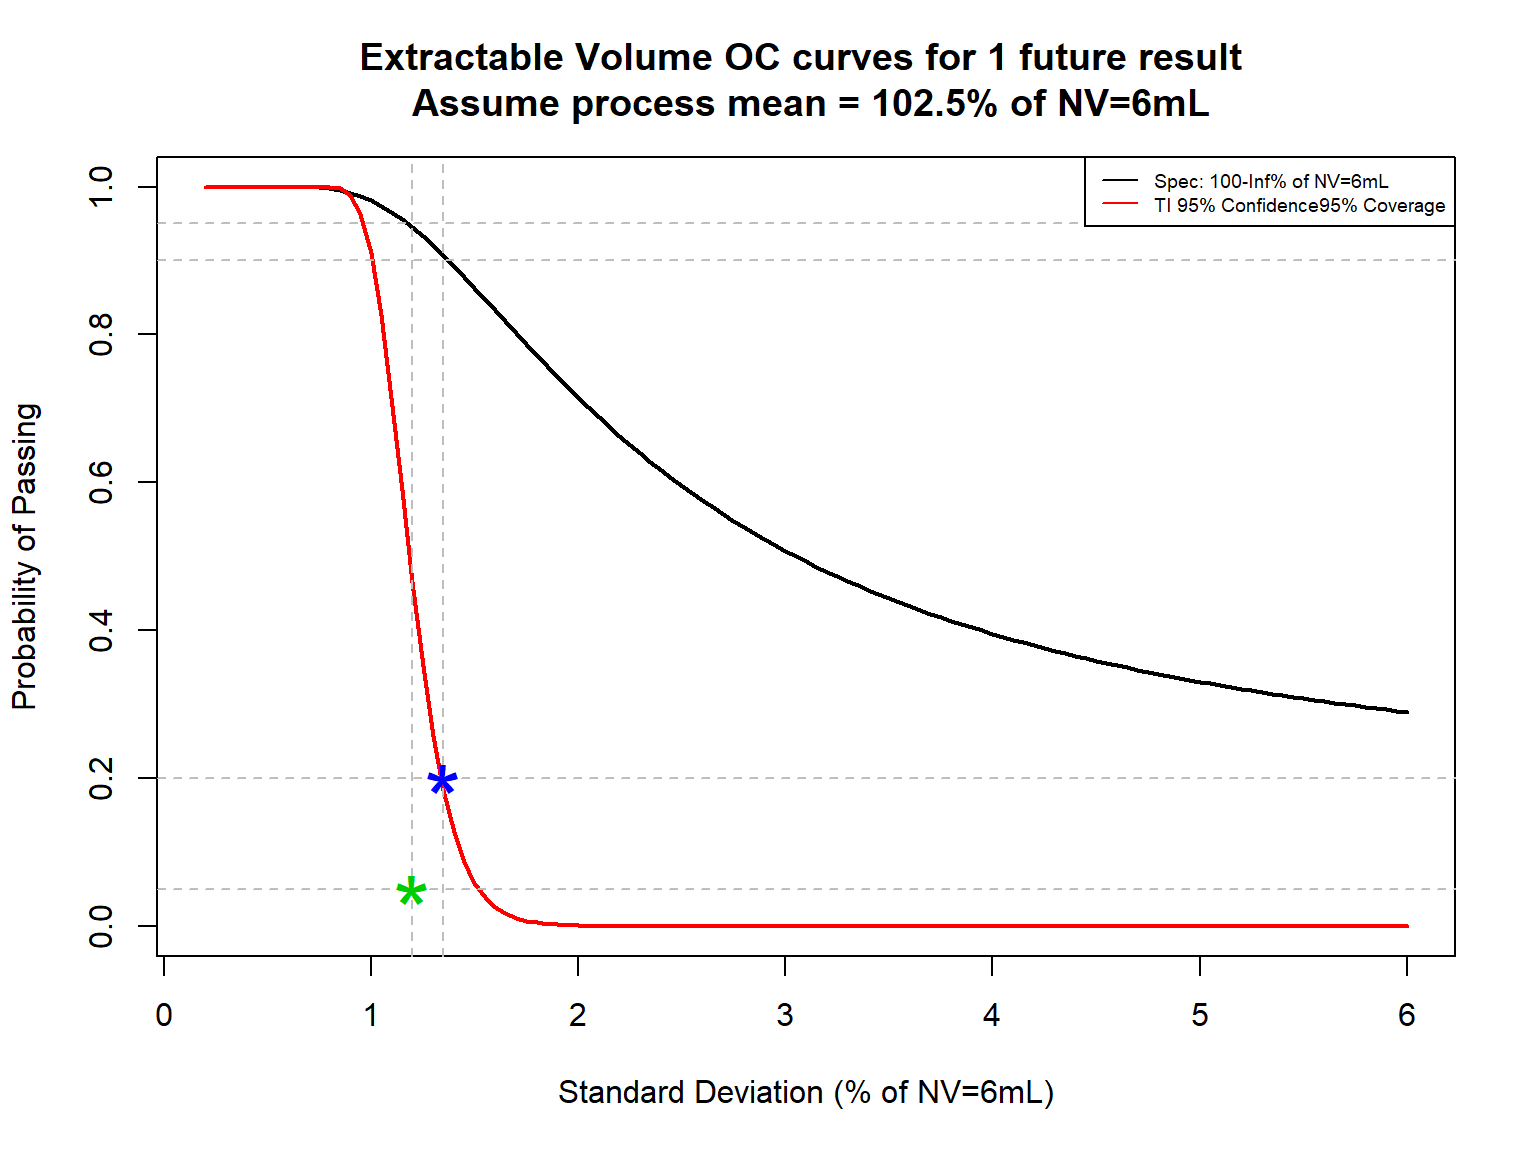 Extractable Volume OC curves for 1 future result
Assume process mean = 102.5% of NV=6mL
Spec: 100-Inf% of NV=6mL
TI 95% Confidence95% Coverage
Probability of Passing
1.0
0.8
0.6
0.4
0.2
0.0
0 1 2 3 4 5 6
Standard Deviation (% of NV=6mL)